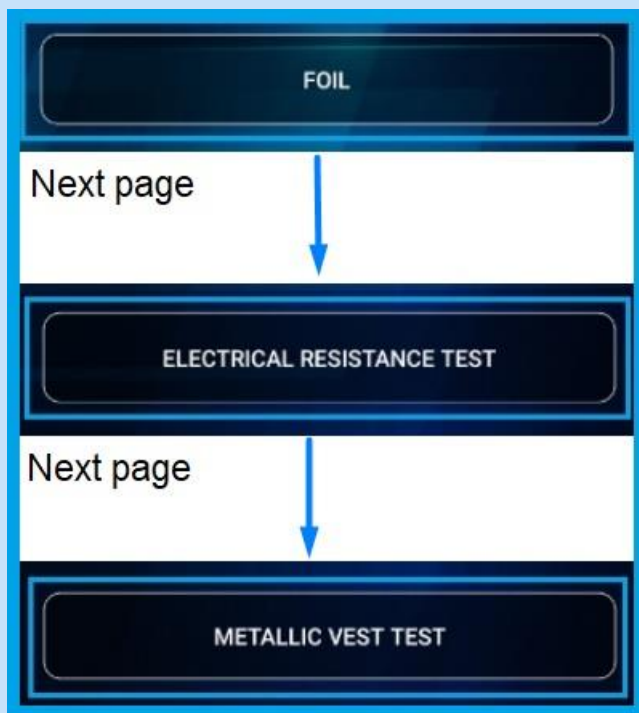 FOIL
Next page
ELECTRICAL RESISTANCE TEST
Next page
METALLIC VEST TEST